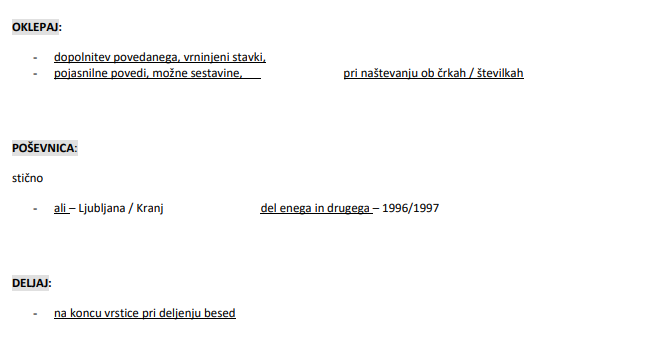 OKLEPAJ:
- dopolnitev povedanega, vrninjeni stavki,
- pojasnilne povedi, možne sestavine, pri naštevanju ob črkah / številkah
POŠEVNICA:
stično
- ali – Ljubljana / Kranj del enega in drugega – 1996/1997
DELJAJ:
- na koncu vrstice pri deljenju besed